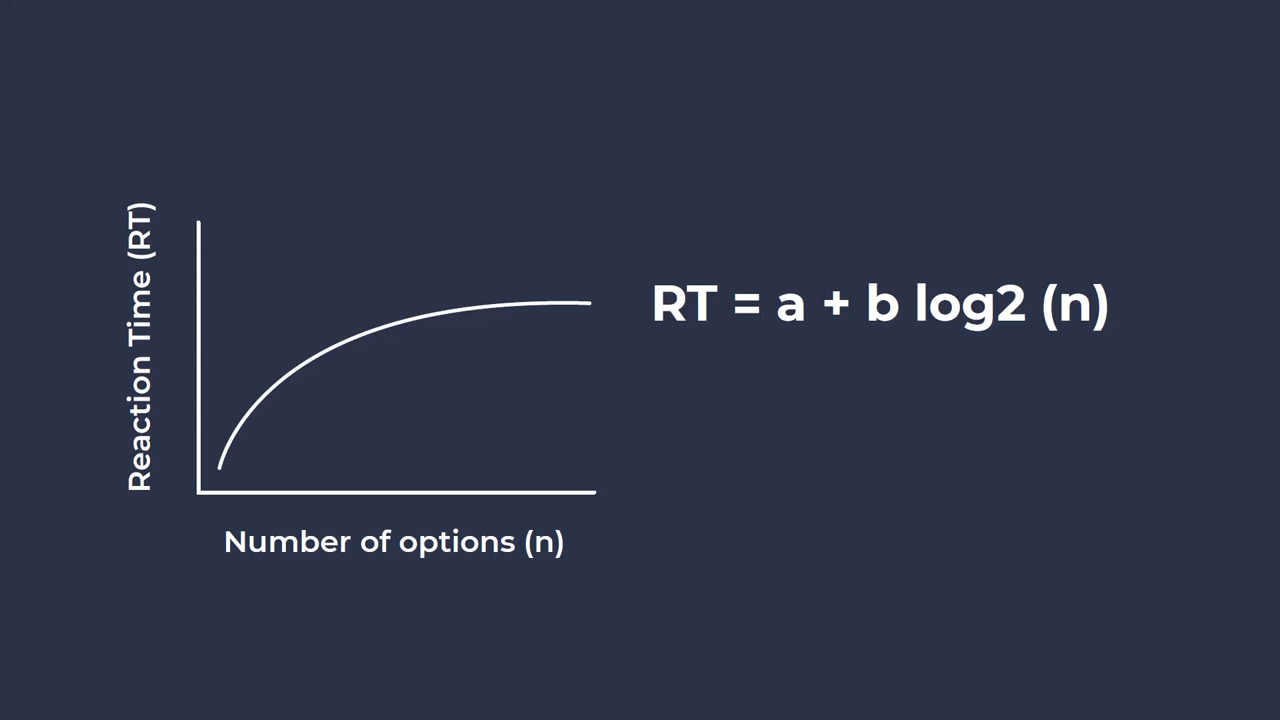 Reaction Time (RT)
RT = a + b log2 (n)
Number of options (n)